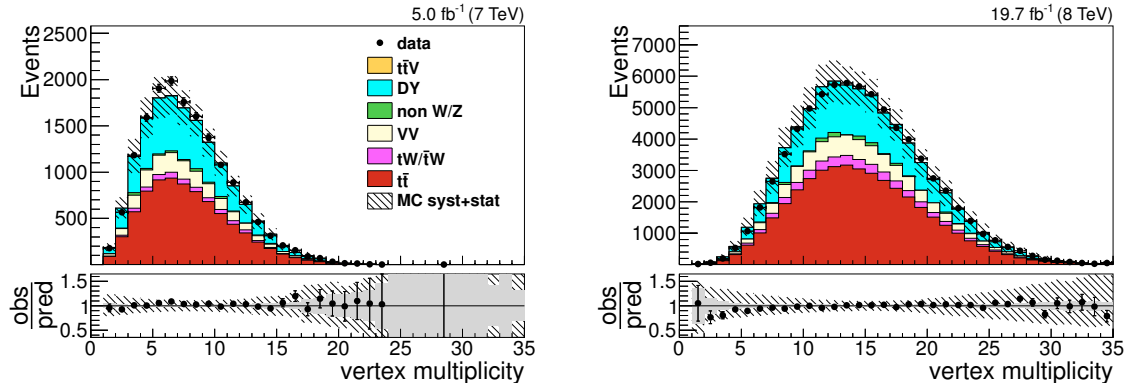 5.0 fb⁻¹ (7 TeV)
Events
2500
2000
1500
1000
500
data
tt̄V
DY
non W/Z
VV
tW/t̄W
tt̄
MC syst+stat
obs
pred
1.5
1
0.5
0 5 10 15 20 25 30 35
vertex multiplicity
19.7 fb⁻¹ (8 TeV)
Events
7000
6000
5000
4000
3000
2000
1000
obs
pred
1.5
1
0.5
0 5 10 15 20 25 30 35
vertex multiplicity